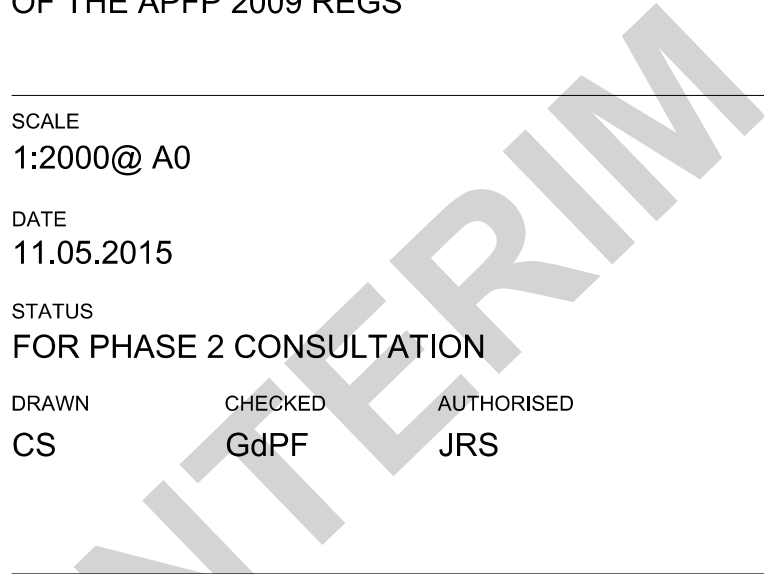 OF THE APFP 2009 REGS
SCALE
1:2000@ A0
DATE
11.05.2015
STATUS
FOR PHASE 2 CONSULTATION
DRAWN CHECKED AUTHORISED
CS GdPF JRS
INTERIM